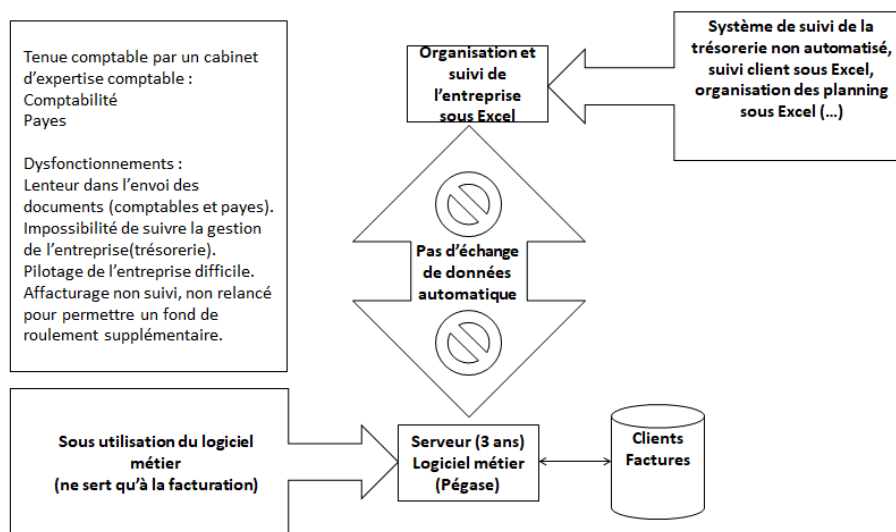 Tenue comptable par un cabinet
d'expertise comptable :
Comptabilité
Payes
Dysfonctionnements :
Lenteur dans l'envoi des
documents (comptables et payes).
Impossibilité de suivre la gestion
de l'entreprise(trésorerie).
Pilotage de l'entreprise difficile.
Affacturage non suivi, non relancé
pour permettre un fond de
roulement supplémentaire.
Organisation et
suivi de
l'entreprise
sous Excel
Système de suivi de la
trésorerie non automatisé,
suivi client sous Excel,
organisation des planning
sous Excel (...)
Pas d'échange
de données
automatique
Sous utilisation du logiciel
métier
(ne sert qu'à la facturation)
Serveur (3 ans)
Logiciel métier
(Pégase)
Clients
Factures